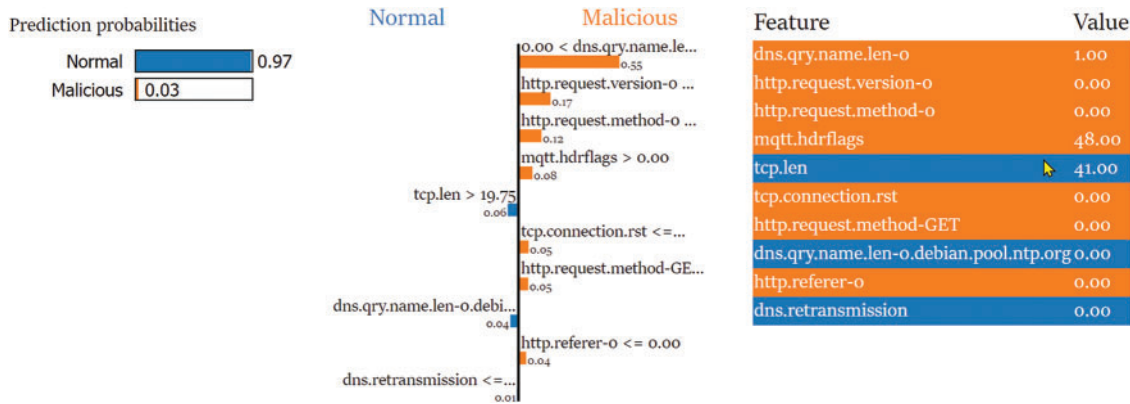 Prediction probabilities
Normal 0.97
Malicious 0.03
Normal Malicious
0.00 < dns.qry.name.le...
0.55
http.request.version-0 ...
0.17
http.request.method-0 ...
0.12
mqtt.hdrflags > 0.00
0.08
tcp.len > 19.75
0.06
tcp.connection.rst <=...
0.05
http.request.method-GE...
0.05
dns.qry.name.len-0.debi...
0.04
http.referer-0 <= 0.00
0.04
dns.retransmission <=...
0.01
Feature Value
dns.qry.name.len-0 1.00
http.request.version-0 0.00
http.request.method-0 0.00
mqtt.hdrflags 48.00
tcp.len 41.00
tcp.connection.rst 0.00
http.request.method-GET 0.00
dns.qry.name.len-0.debian.pool.ntp.org 0.00
http.referer-0 0.00
dns.retransmission 0.00